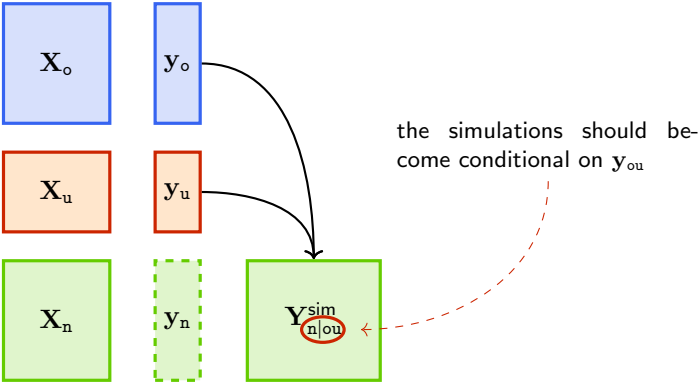 Xo yo
the simulations should be-
come conditional on you
Xu yu
Xn yn Ysim n|ou